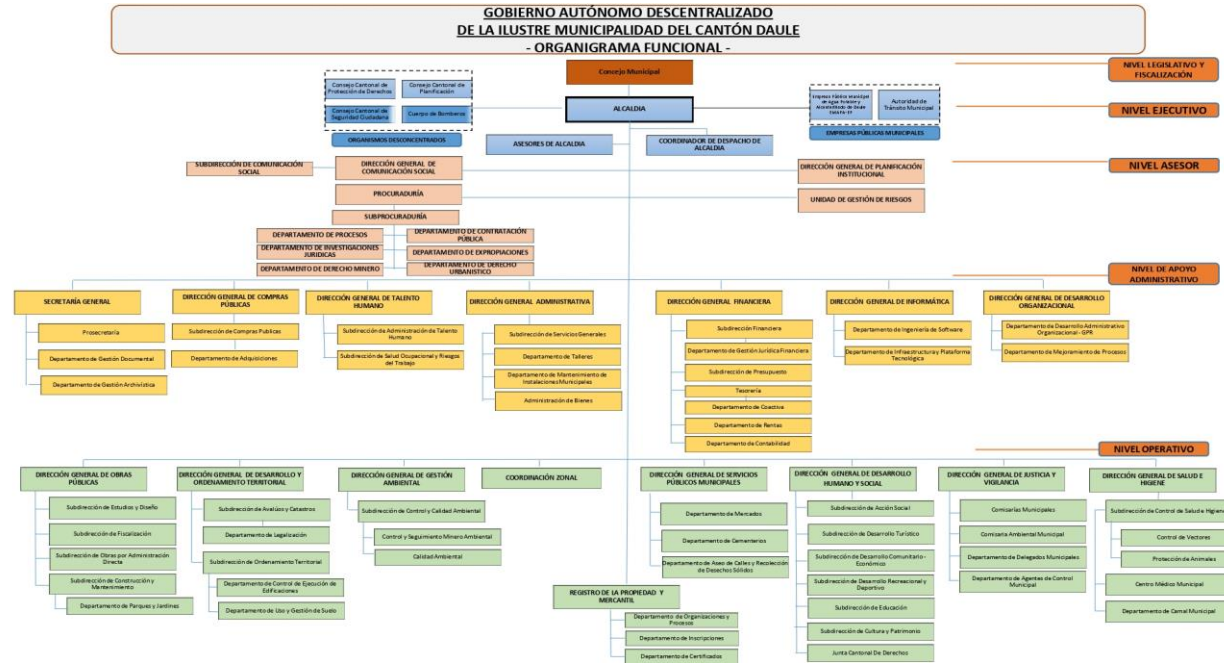 GOBIERNO AUTÓNOMO DESCENTRALIZADO
DE LA ILUSTRE MUNICIPALIDAD DEL CANTÓN DAULE
- ORGANIGRAMA FUNCIONAL -
Concejo Municipal
NIVEL LEGISLATIVO Y
FISCALIZACIÓN
Consejo Cantonal de
Protección de Derechos
Consejo Cantonal de
Planificación
Consejo Cantonal de
Seguridad Ciudadana
Cuerpo de Bomberos
ORGANISMOS DESCONCENTRADOS
ALCALDIA
Empresa Pública Municipal
de Agua Potable y
Alcantarillado de Daule
Autoridad de
Tránsito Municipal
EMPRESAS PÚBLICAS MUNICIPALES
NIVEL EJECUTIVO
ASESORES DE ALCALDIA
COORDINADOR DE DESPACHO DE
ALCALDIA
SUBDIRECCIÓN DE COMUNICACIÓN
SOCIAL
DIRECCIÓN GENERAL DE
COMUNICACIÓN SOCIAL
DIRECCIÓN GENERAL DE PLANIFICACIÓN
INSTITUCIONAL
NIVEL ASESOR
PROCURADURÍA
UNIDAD DE GESTIÓN DE RIESGOS
SUBPROCURADURÍA
DEPARTAMENTO DE PROCESOS
DEPARTAMENTO DE CONTRATACIÓN
PÚBLICA
DEPARTAMENTO DE INVESTIGACIONES
JURIDICAS
DEPARTAMENTO DE EXPROPIACIONES
DEPARTAMENTO DE DERECHO MINERO
DEPARTAMENTO DE DERECHO
URBANISTICO
NIVEL DE APOYO
ADMINISTRATIVO
SECRETARÍA GENERAL
Prosecretaría
Departamento de Gestión Documental
Departamento de Gestión Archivística
DIRECCIÓN GENERAL DE COMPRAS
PÚBLICAS
Subdirección de Compras Publicas
Departamento de Adquisiciones
DIRECCIÓN GENERAL DE TALENTO
HUMANO
Subdirección de Administración de Talento
Humano
Subdirección de Salud Ocupacional y Riesgos
del Trabajo
DIRECCIÓN GENERAL ADMINISTRATIVA
Subdirección de Servicios Generales
Departamento de Talleres
Departamento de Mantenimiento de
Instalaciones Municipales
Administración de Bienes
DIRECCIÓN GENERAL FINANCIERA
Subdirección Financiera
Departamento de Gestión Jurídica Financiera
Subdirección de Presupuesto
Tesorería
Departamento de Coactiva
Departamento de Rentas
Departamento de Contabilidad
DIRECCIÓN GENERAL DE INFORMÁTICA
Departamento de Ingeniería de Software
Departamento de Infraestructura y Plataforma
Tecnológica
DIRECCIÓN GENERAL DE DESARROLLO
ORGANIZACIONAL
Departamento de Desarrollo Administrativo
Organizacional - GPR
Departamento de Mejoramiento de Procesos
NIVEL OPERATIVO
DIRECCIÓN GENERAL DE OBRAS
PÚBLICAS
Subdirección de Estudios y Diseño
Subdirección de Fiscalización
Subdirección de Obras por Administración
Directa
Subdirección de Construcción y
Mantenimiento
Departamento de Parques y Jardines
DIRECCIÓN GENERAL DE DESARROLLO Y
ORDENAMIENTO TERRITORIAL
Subdirección de Avalúos y Catastros
Departamento de Legalización
Subdirección de Ordenamiento Territorial
Departamento de Control de Ejecución de
Edificaciones
Departamento de Uso y Gestión de Suelo
DIRECCIÓN GENERAL DE GESTIÓN
AMBIENTAL
Subdirección de Control y Calidad Ambiental
Control y Seguimiento Minero Ambiental
Calidad Ambiental
COORDINACIÓN ZONAL
REGISTRO DE LA PROPIEDAD Y
MERCANTIL
Departamento de Organizaciones y
Procesos
Departamento de Inscripciones
Departamento de Certificados
DIRECCIÓN GENERAL DE SERVICIOS
PÚBLICOS MUNICIPALES
Departamento de Mercados
Departamento de Cementerios
Departamento de Aseo de Calles y Recolección
de Desechos Sólidos
DIRECCIÓN GENERAL DE DESARROLLO
HUMANO Y SOCIAL
Subdirección de Acción Social
Subdirección de Desarrollo Turístico
Subdirección de Desarrollo Comunitario -
Económico
Subdirección de Desarrollo Recreacional y
Deportivo
Subdirección de Educación
Subdirección de Cultura y Patrimonio
Junta Cantonal De Derechos
DIRECCIÓN GENERAL DE JUSTICIA Y
VIGILANCIA
Comisarías Municipales
Comisaria Ambiental Municipal
Departamento de Delegados Municipales
Departamento de Agentes de Control
Municipal
DIRECCIÓN GENERAL DE SALUD E
HIGIENE
Subdirección de Control de Salud e Higiene
Control de Vectores
Protección de Animales
Centro Médico Municipal
Departamento de Camal Municipal